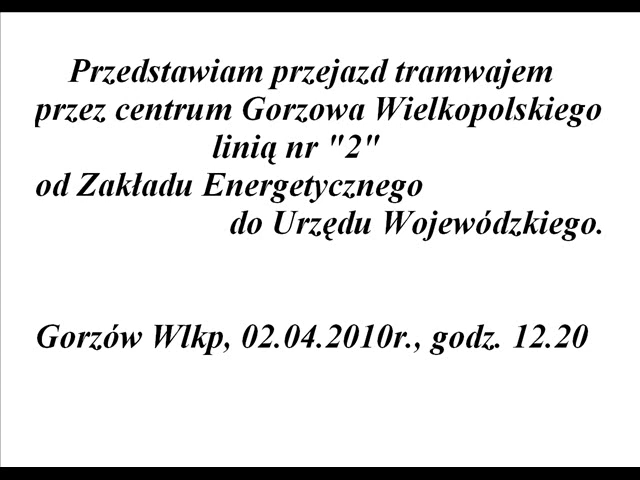 Przedstawiam przejazd tramwajem
przez centrum Gorzowa Wielkopolskiego
linią nr "2"
od Zakładu Energetycznego
do Urzędu Wojewódzkiego.
Gorzów Wlkp, 02.04.2010r., godz. 12.20